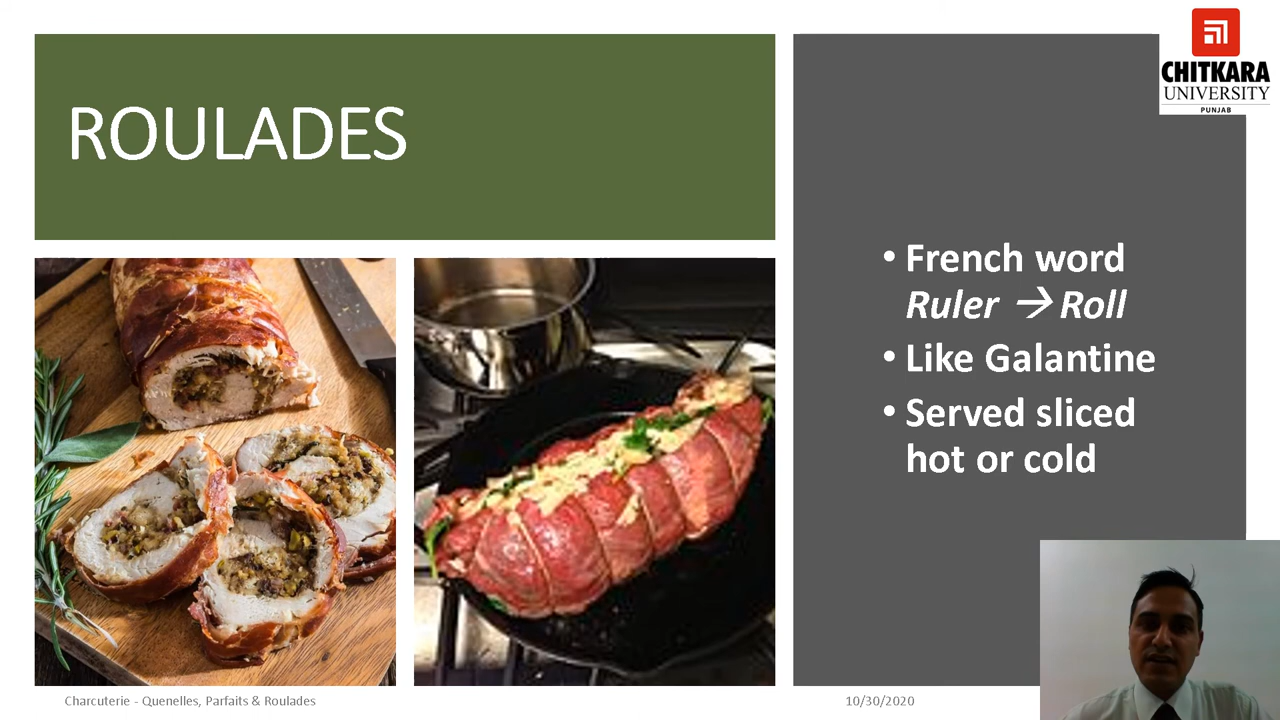 ROULADES
CHITKARA
UNIVERSITY
PUNJAB
• French word
Ruler → Roll
• Like Galantine
• Served sliced
hot or cold
Charcuterie - Quenelles, Parfaits & Roulades
10/30/2020